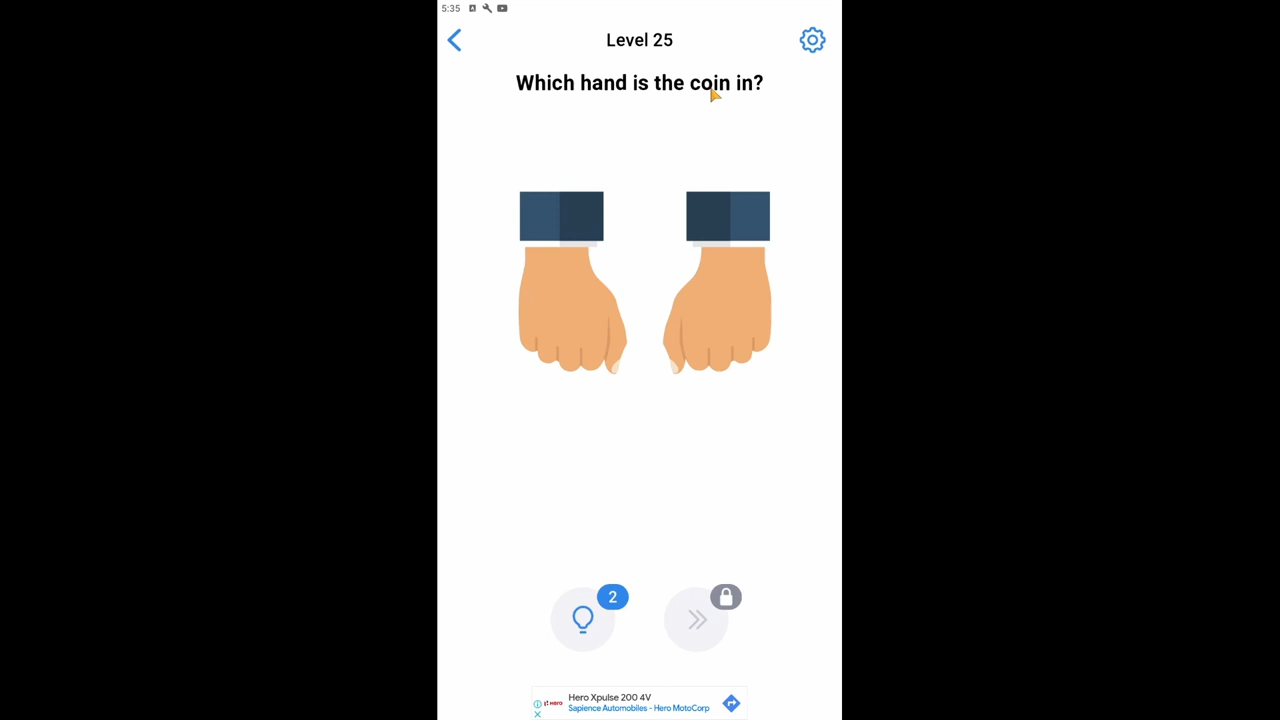 5:35
Level 25
Which hand is the coin in?
2
Hero Xpulse 200 4V
Hero
Sapience Automobiles - Hero MotoCorp